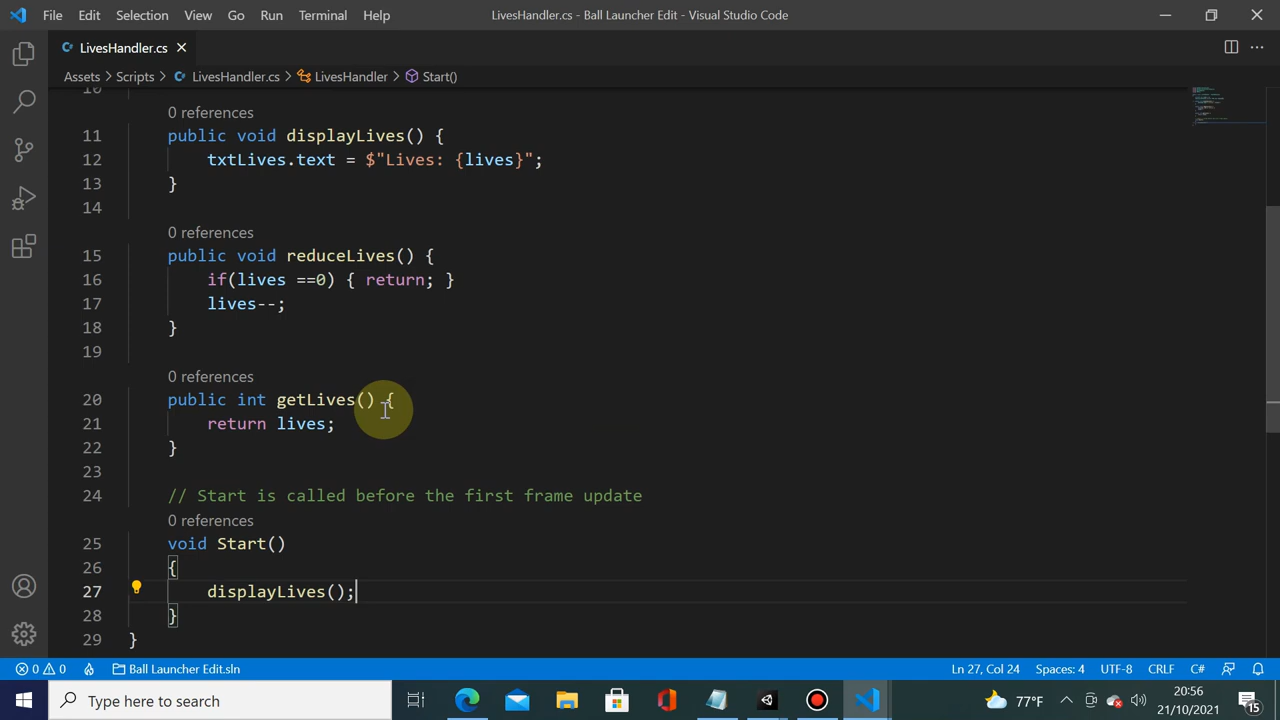 File Edit Selection View Go Run Terminal Help LivesHandler.cs - Ball Launcher Edit - Visual Studio Code
LivesHandler.cs
Assets > Scripts > LivesHandler.cs > LivesHandler > Start()
10
0 references
11 public void displayLives() {
12 txtLives.text = $"Lives: {lives}";
13 }
14
0 references
15 public void reduceLives() {
16 if(lives ==0) { return; }
17 lives--;
18 }
19
0 references
20 public int getLives() {
21 return lives;
22 }
23
24 // Start is called before the first frame update
0 references
25 void Start()
26 {
27 displayLives();
28 }
29 }
0 0 Ball Launcher Edit.sln Ln 27, Col 24 Spaces: 4 UTF-8 CRLF C#
Type here to search 77°F 20:56
21/10/2021 15